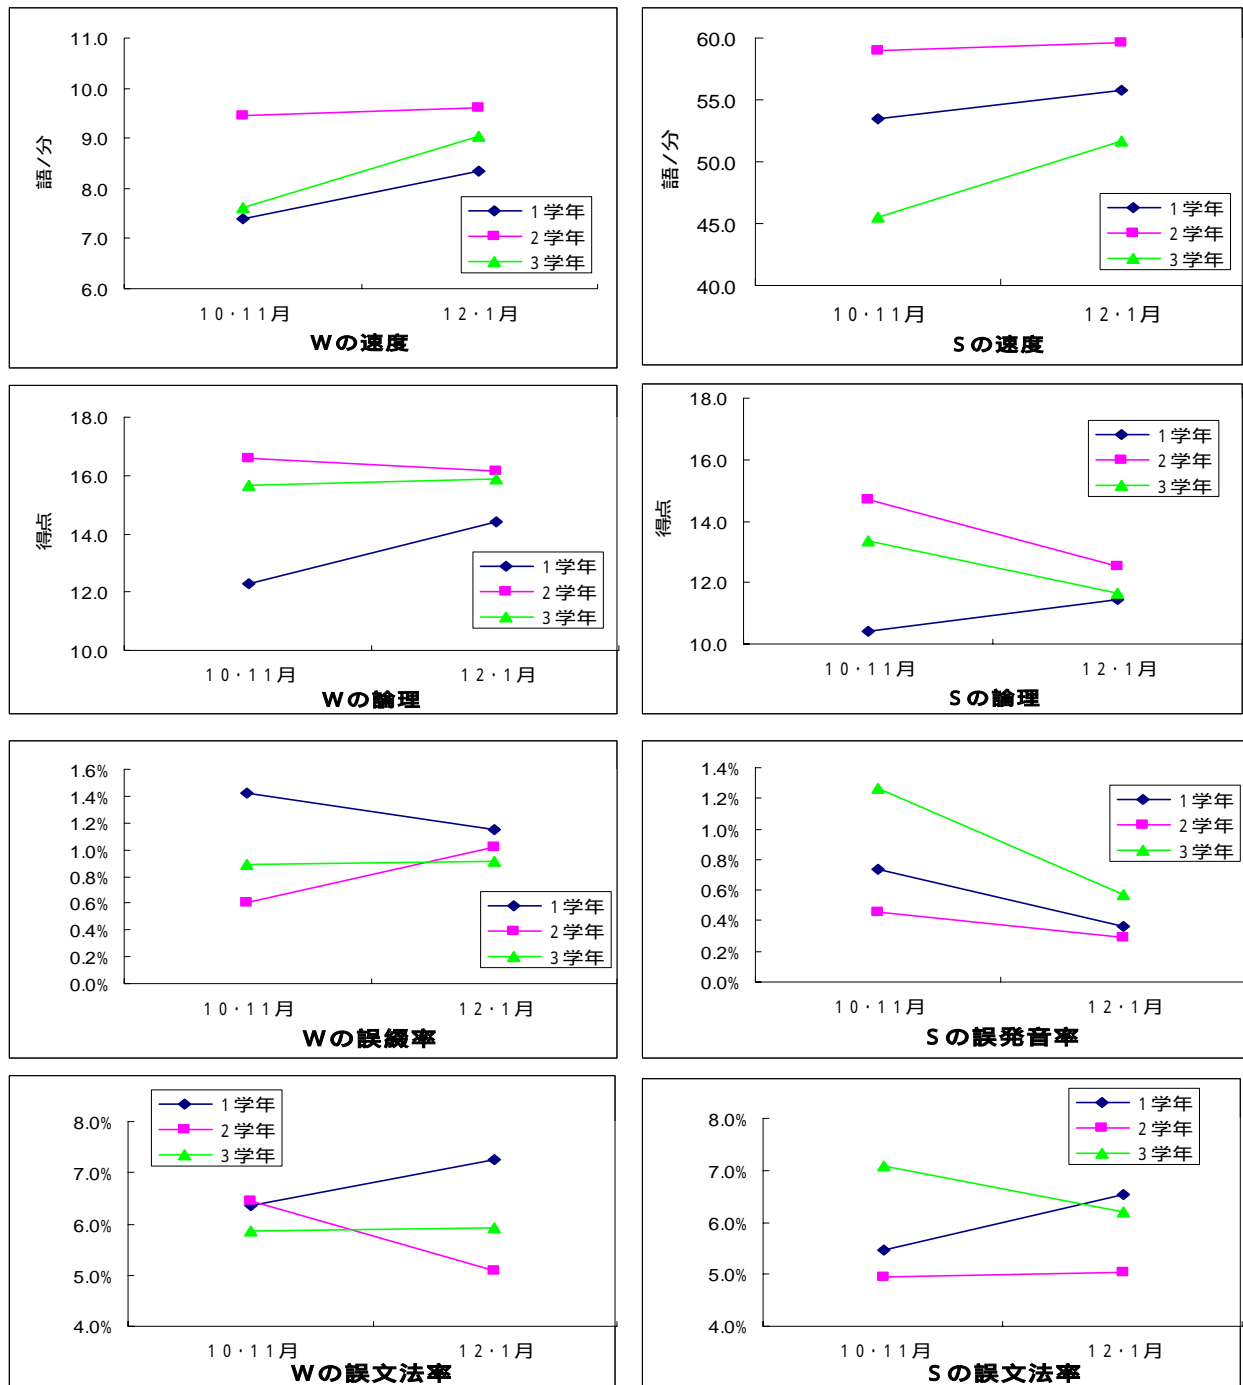 11.0
10.0
9.0
8.0
7.0
6.0
語/分
1学年
2学年
3学年
10・11月
12・1月
Wの速度
60.0
55.0
50.0
45.0
40.0
語/分
1学年
2学年
3学年
10・11月
12・1月
Sの速度
18.0
16.0
14.0
12.0
10.0
得点
1学年
2学年
3学年
10・11月
12・1月
Wの論理
18.0
16.0
14.0
12.0
10.0
得点
1学年
2学年
3学年
10・11月
12・1月
Sの論理
1.6%
1.4%
1.2%
1.0%
0.8%
0.6%
0.4%
0.2%
0.0%
1学年
2学年
3学年
10・11月
12・1月
Wの誤綴率
1.4%
1.2%
1.0%
0.8%
0.6%
0.4%
0.2%
0.0%
1学年
2学年
3学年
10・11月
12・1月
Sの誤発音率
1学年
2学年
3学年
8.0%
7.0%
6.0%
5.0%
4.0%
10・11月
12・1月
Wの誤文法率
1学年
2学年
3学年
8.0%
7.0%
6.0%
5.0%
4.0%
10・11月
12・1月
Sの誤文法率